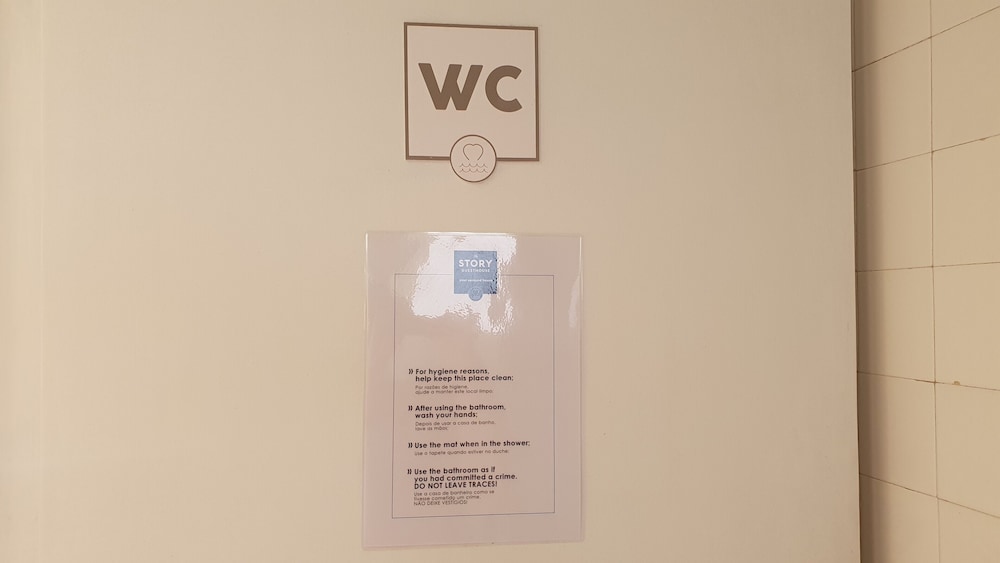 WC
STORY
GUESTHOUSE
» For hygiene reasons,
help keep this place clean;
Por razões de higiene,
ajude a manter este local limpo;
» After using the bathroom,
wash your hands;
Depois de usar a casa de banho,
lave as mãos;
» Use the mat when in the shower;
Use o tapete quando estiver no duche.
» Use the bathroom as if
you had committed a crime.
DO NOT LEAVE TRACES!
Use a casa de banheiro como se
tivesse cometido um crime.
NÃO DEIXE VESTÍGIOS!